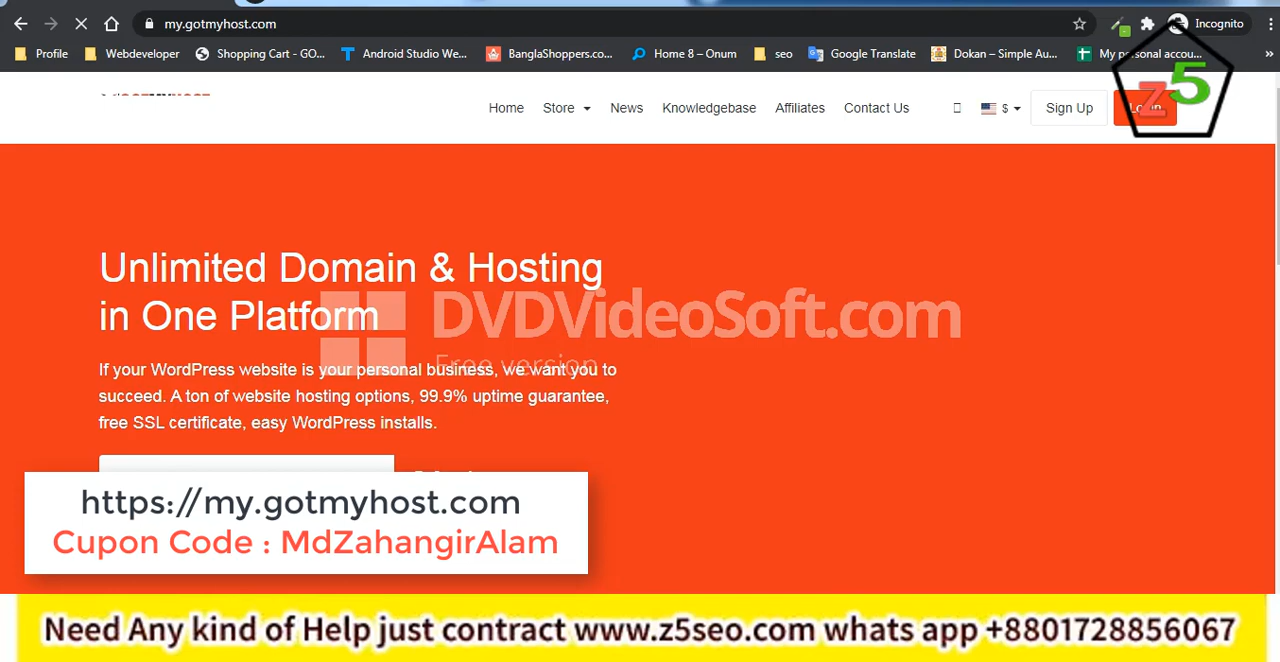 my.gotmyhost.com
Incognito
Profile
Webdeveloper
Shopping Cart - GO...
Android Studio We...
BanglaShoppers.co...
Home 8 – Onum
seo
Google Translate
Dokan – Simple Au...
My personal accou...
»
Home
Store
News
Knowledgebase
Affiliates
Contact Us
$
Sign Up
Login
z5
Unlimited Domain & Hosting
in One Platform
DVDVideoSoft.com
Free version
If your WordPress website is your personal business, we want you to
succeed. A ton of website hosting options, 99.9% uptime guarantee,
free SSL certificate, easy WordPress installs.
https://my.gotmyhost.com
Cupon Code : MdZahangirAlam
Need Any kind of Help just contract www.z5seo.com whats app +8801728856067